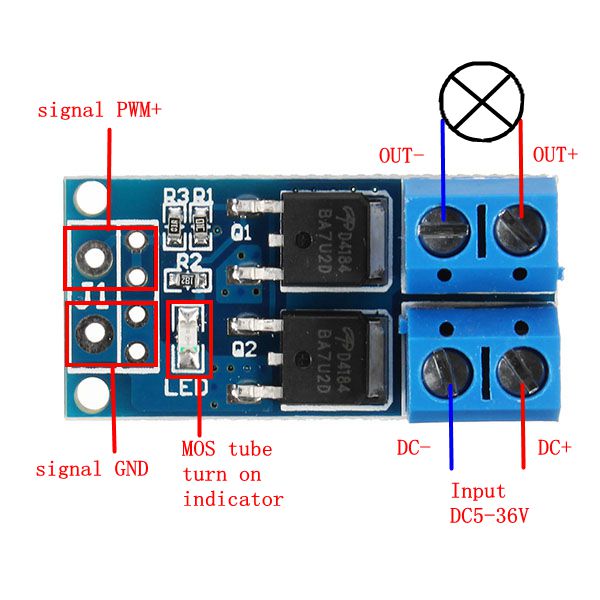 signal PWM+
OUT-
OUT+
R3 R1
Q1
D4184
BA7U2D
R2
J1
Q2
D4184
BA7U2D
LED
signal GND
MOS tube
turn on
indicator
DC-
DC+
Input
DC5-36V